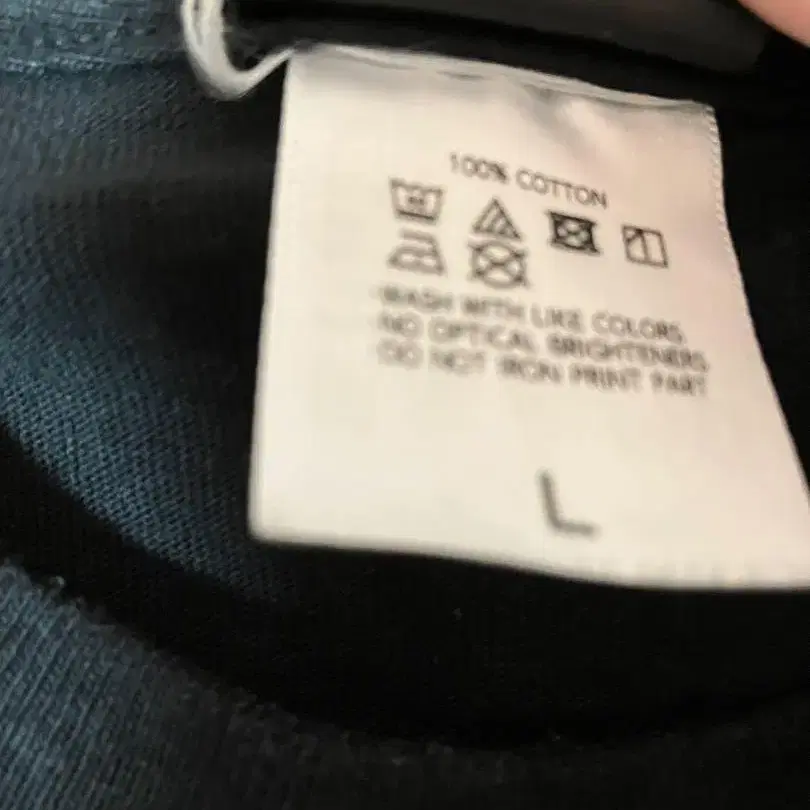 100% COTTON
WASH WITH LIKE COLORS
NO OPTICAL BRIGHTENERS
DO NOT IRON PRINT PART
L